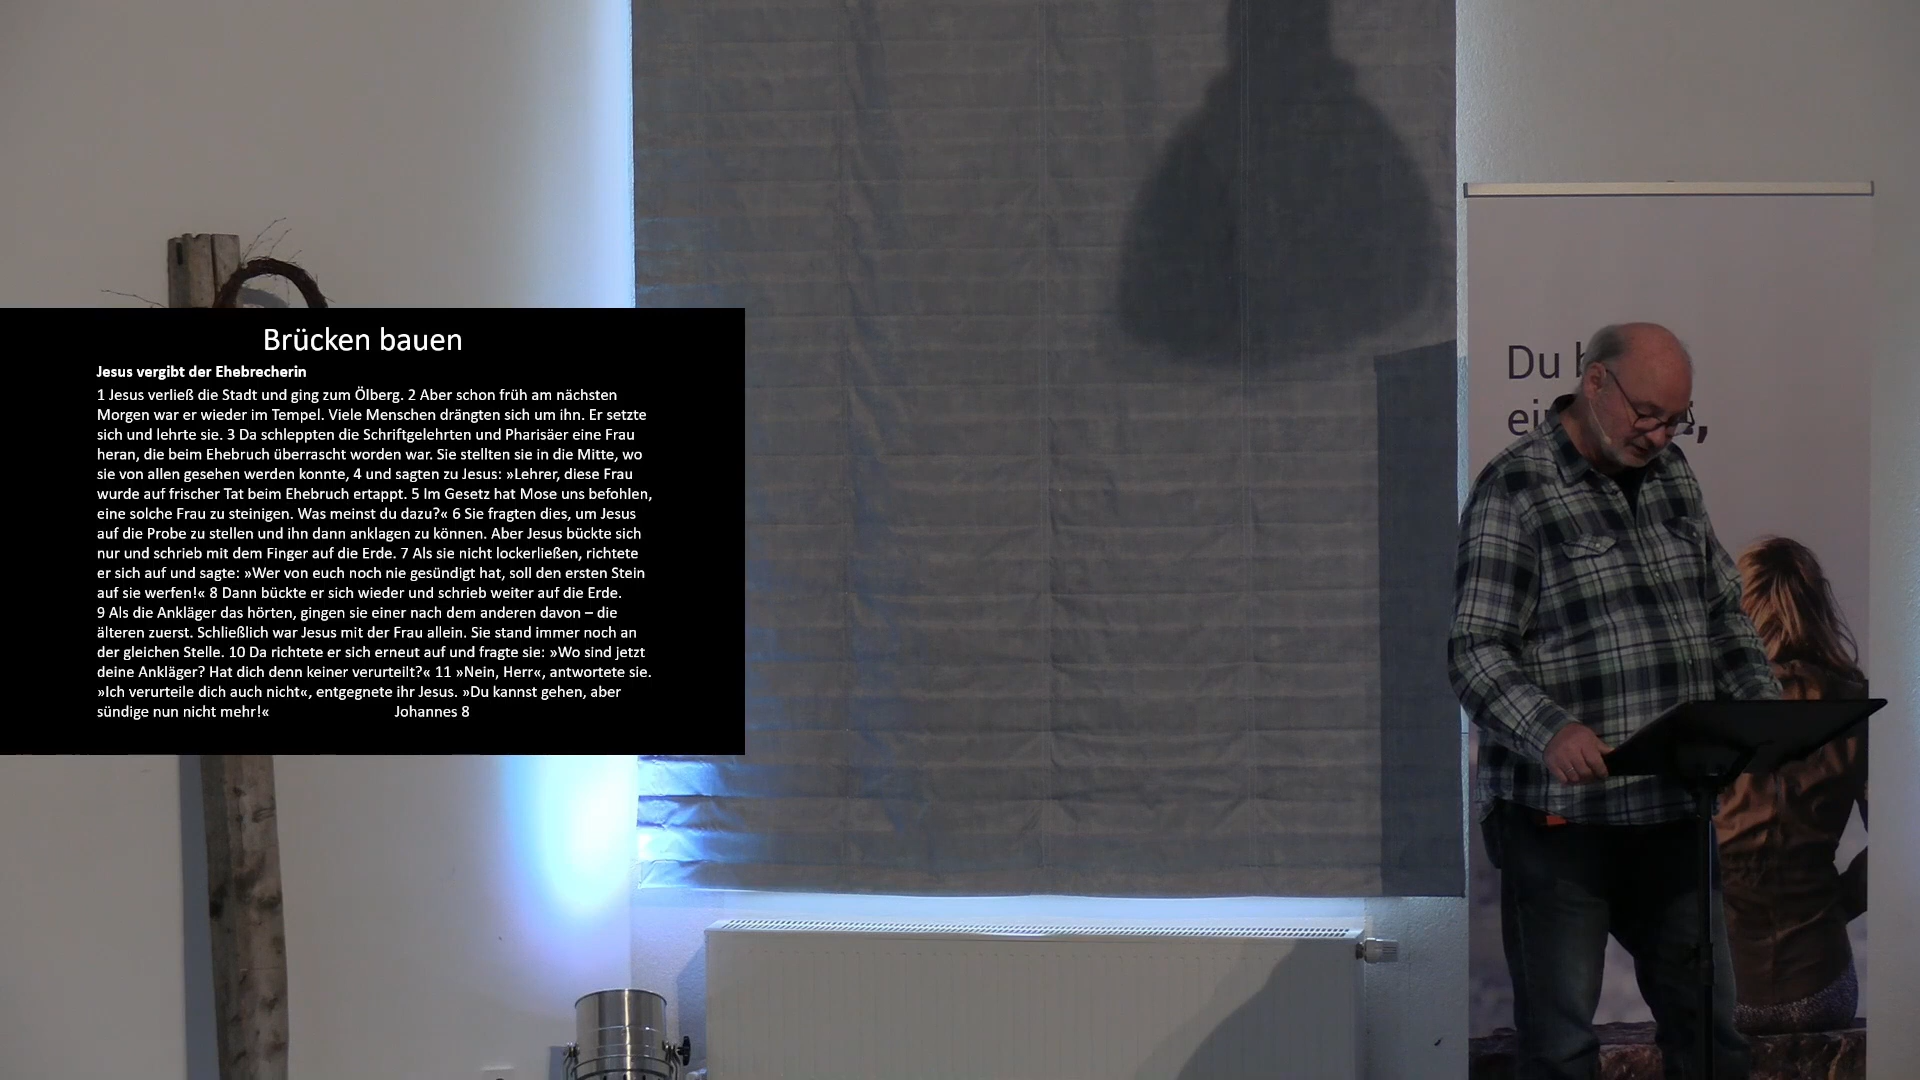 Brücken bauen
Jesus vergibt der Ehebrecherin
1 Jesus verließ die Stadt und ging zum Ölberg. 2 Aber schon früh am nächsten
Morgen war er wieder im Tempel. Viele Menschen drängten sich um ihn. Er setzte
sich und lehrte sie. 3 Da schleppten die Schriftgelehrten und Pharisäer eine Frau
heran, die beim Ehebruch überrascht worden war. Sie stellten sie in die Mitte, wo
sie von allen gesehen werden konnte, 4 und sagten zu Jesus: »Lehrer, diese Frau
wurde auf frischer Tat beim Ehebruch ertappt. 5 Im Gesetz hat Mose uns befohlen,
eine solche Frau zu steinigen. Was meinst du dazu?« 6 Sie fragten dies, um Jesus
auf die Probe zu stellen und ihn dann anklagen zu können. Aber Jesus bückte sich
nur und schrieb mit dem Finger auf die Erde. 7 Als sie nicht lockerließen, richtete
er sich auf und sagte: »Wer von euch noch nie gesündigt hat, soll den ersten Stein
auf sie werfen!« 8 Dann bückte er sich wieder und schrieb weiter auf die Erde.
9 Als die Ankläger das hörten, gingen sie einer nach dem anderen davon – die
älteren zuerst. Schließlich war Jesus mit der Frau allein. Sie stand immer noch an
der gleichen Stelle. 10 Da richtete er sich erneut auf und fragte sie: »Wo sind jetzt
deine Ankläger? Hat dich denn keiner verurteilt?« 11 »Nein, Herr«, antwortete sie.
»Ich verurteile dich auch nicht«, entgegnete ihr Jesus. »Du kannst gehen, aber
sündige nun nicht mehr!« Johannes 8
Du